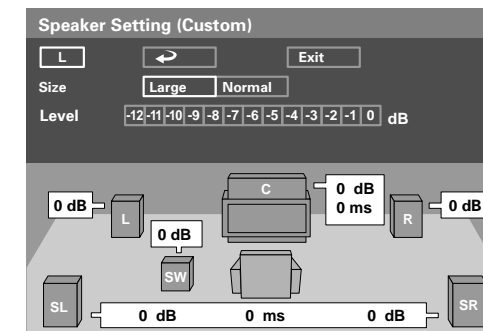 Speaker Setting (Custom)
L Exit
Size Large Normal
Level -12 -11 -10 -9 -8 -7 -6 -5 -4 -3 -2 -1 0 dB
C 0 dB
0 ms
0 dB L R 0 dB
0 dB
SW
SL SR
0 dB 0 ms 0 dB